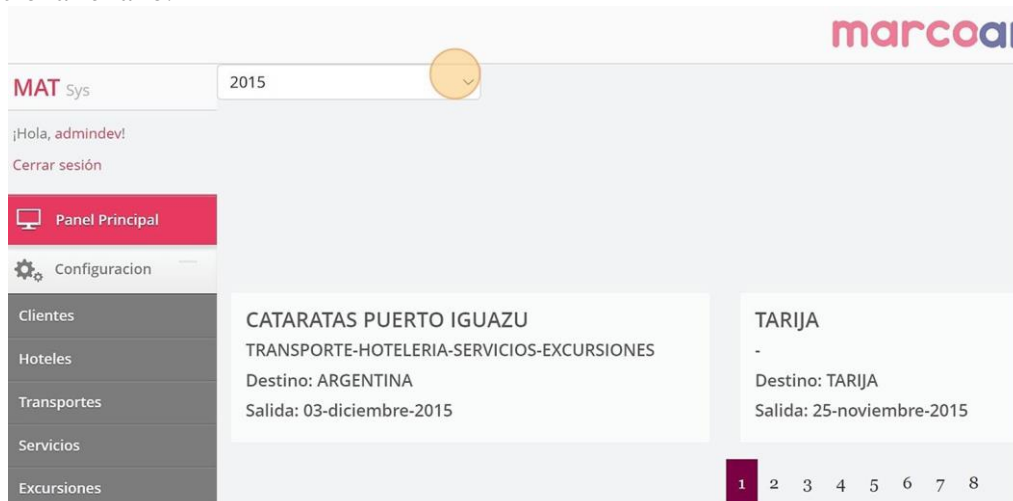 marcoa
MAT Sys
2015
¡Hola, admindev!
Cerrar sesión
Panel Principal
Configuracion
Clientes
Hoteles
Transportes
Servicios
Excursiones
CATARATAS PUERTO IGUAZU
TRANSPORTE-HOTELERIA-SERVICIOS-EXCURSIONES
Destino: ARGENTINA
Salida: 03-diciembre-2015
TARIJA
-
Destino: TARIJA
Salida: 25-noviembre-2015
1 2 3 4 5 6 7 8